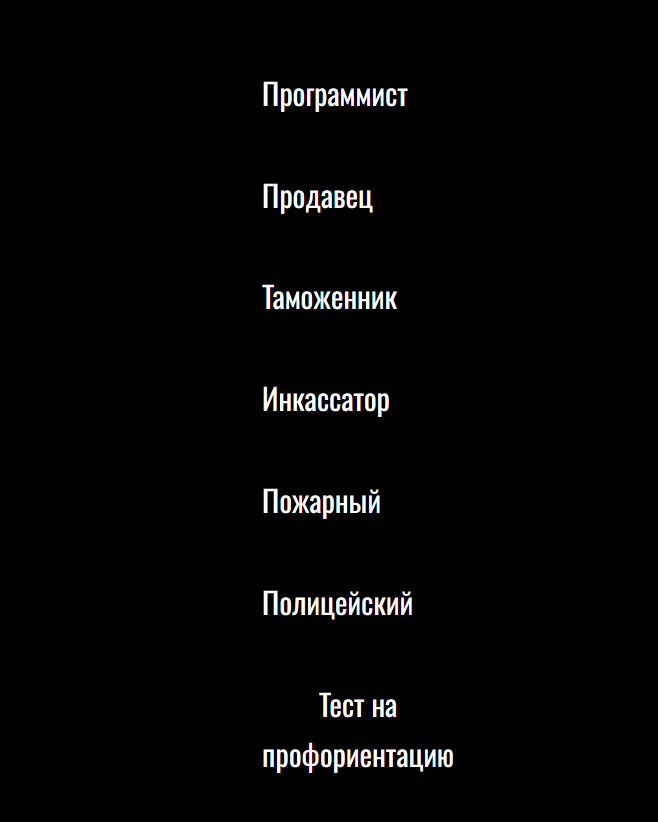 Программист
Продавец
Таможенник
Инкассатор
Пожарный
Полицейский
Тест на
профориентацию